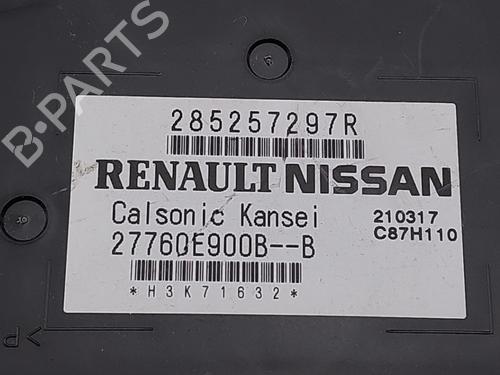 285257297R
RENAULT NISSAN
Calsonic Kansei
210317
27760E900B--B
C87H110
*H3K71632*
B-PARTS
>P